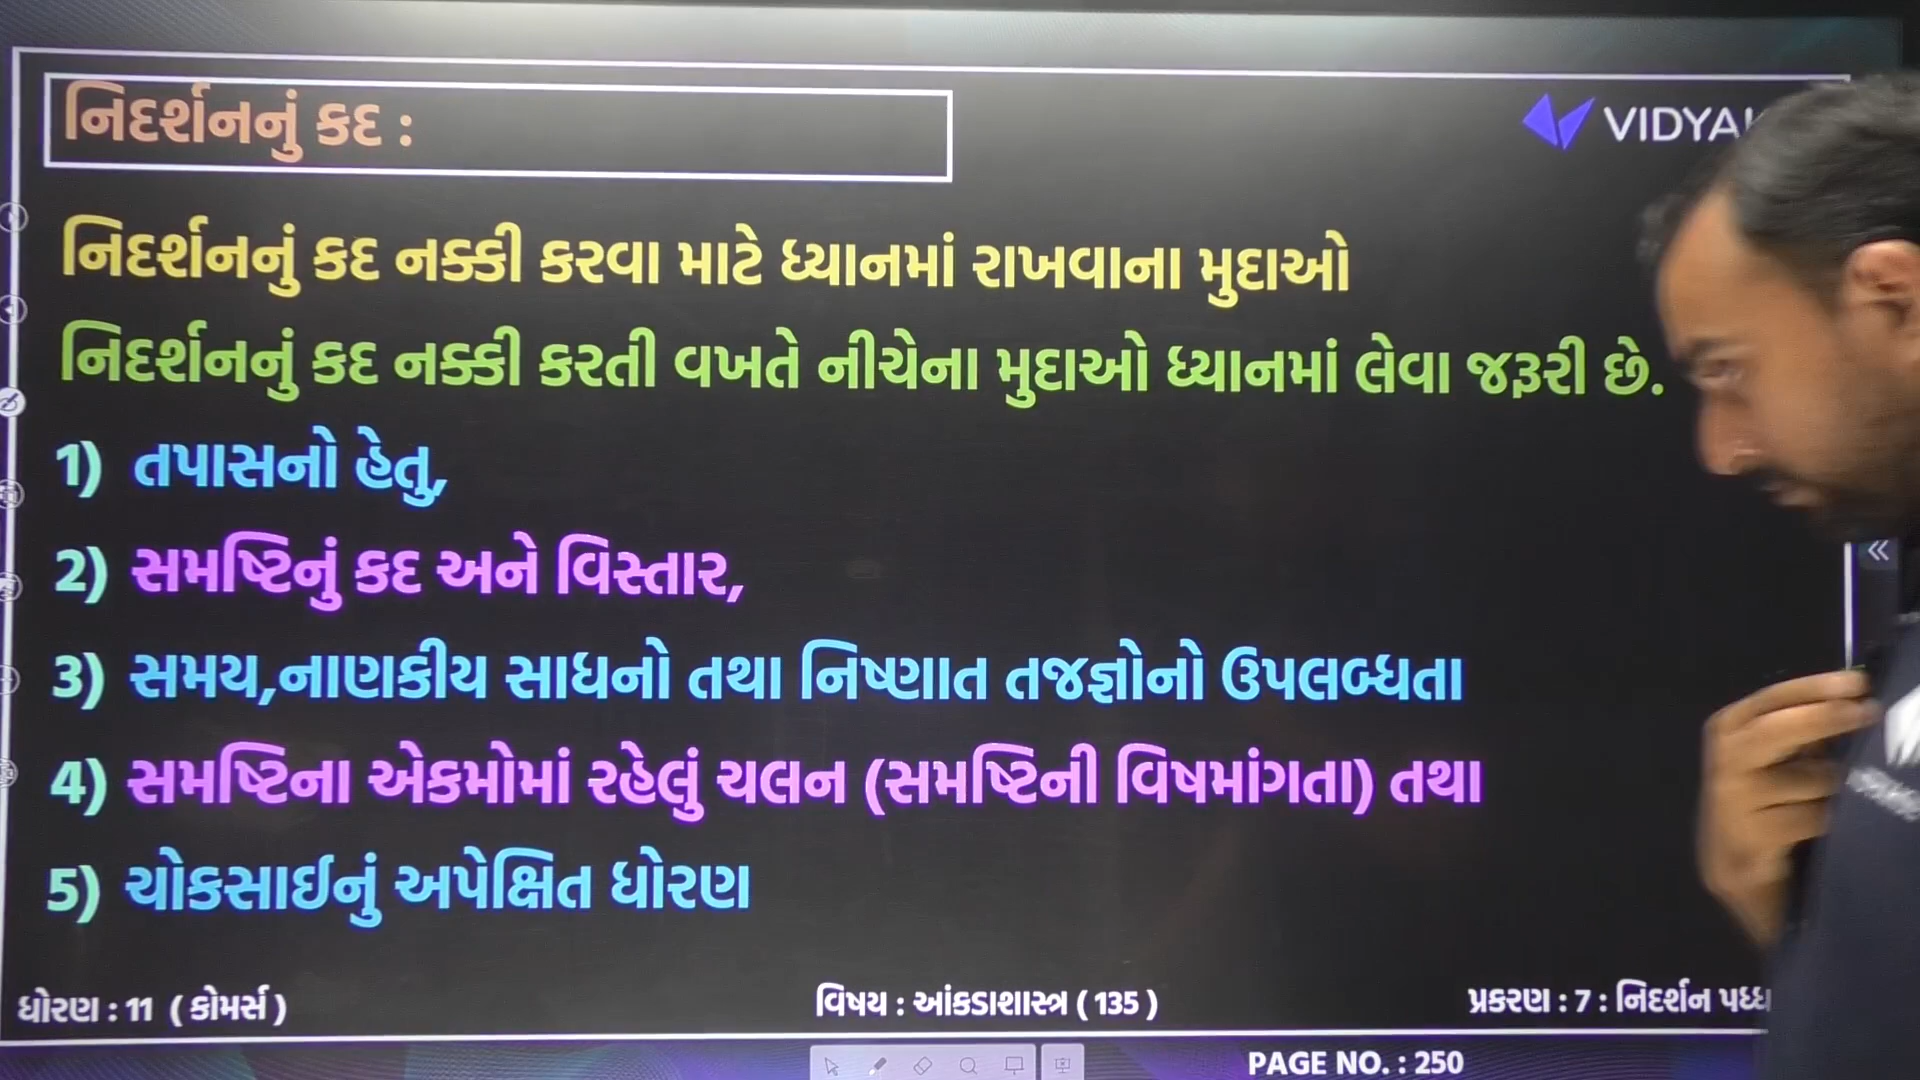 નિદર્શનનું કદ :
નિદર્શનનું કદ નક્કી કરવા માટે ધ્યાનમાં રાખવાના મુદાઓ
નિદર્શનનું કદ નક્કી કરતી વખતે નીચેના મુદાઓ ધ્યાનમાં લેવા જરૂરી છે.
1) તપાસનો હેતુ,
2) સમષ્ટિનું કદ અને વિસ્તાર,
3) સમય,નાણકીય સાધનો તથા નિષ્ણાત તજજ્ઞોનો ઉપલબ્ધતા
4) સમષ્ટિના એકમોમાં રહેલું ચલન (સમષ્ટિની વિષમાંગતા) તથા
5) ચોકસાઈનું અપેક્ષિત ધોરણ
ધોરણ : 11 ( કોમર્સ ) વિષય : આંકડાશાસ્ત્ર ( 135 ) પ્રકરણ : 7 : નિદર્શન
PAGE NO. : 250